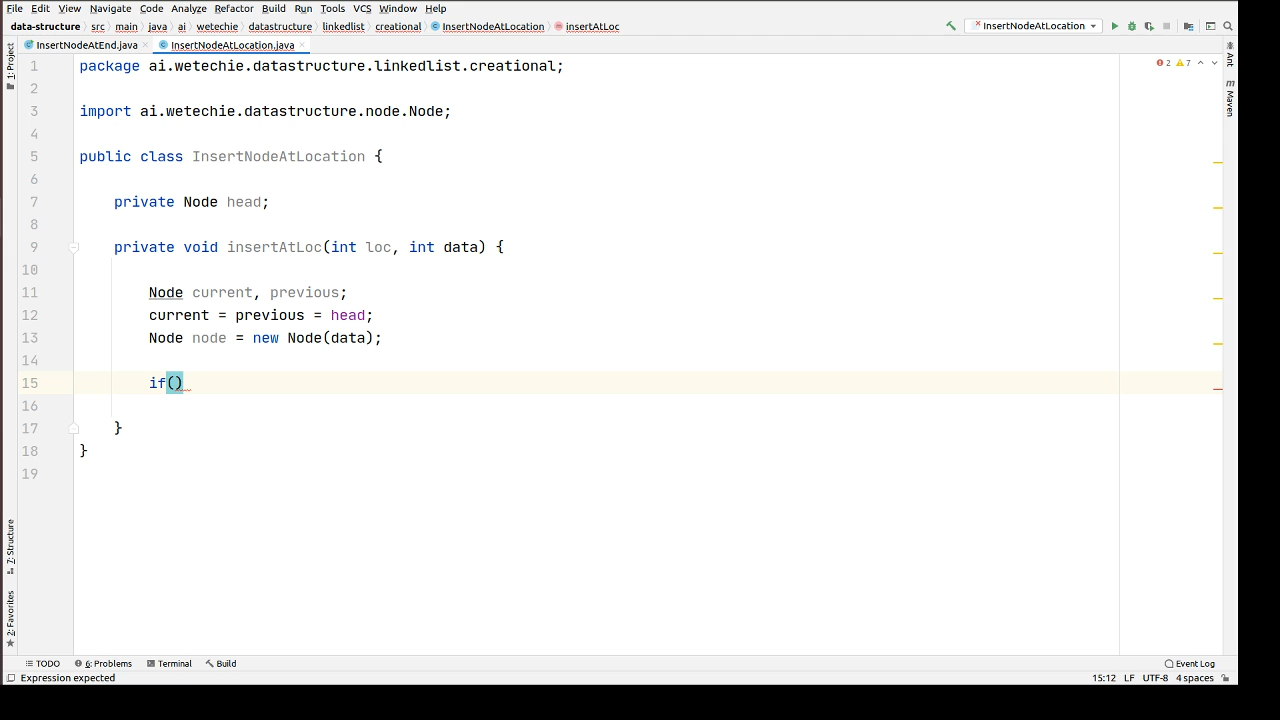 File Edit View Navigate Code Analyze Refactor Build Run Tools VCS Window Help
data-structure src main java ai wetechie datastructure linkedlist creational InsertNodeAtLocation insertAtLoc InsertNodeAtLocation
InsertNodeAtEnd.java InsertNodeAtLocation.java
1: Project
Ant
Maven
2 7
1 package ai.wetechie.datastructure.linkedlist.creational;
2
3 import ai.wetechie.datastructure.node.Node;
4
5 public class InsertNodeAtLocation {
6
7 private Node head;
8
9 private void insertAtLoc(int loc, int data) {
10
11 Node current, previous;
12 current = previous = head;
13 Node node = new Node(data);
14
15 if()
16
17 }
18 }
19
7: Structure
2: Favorites
TODO 6: Problems Terminal Build Event Log
Expression expected 15:12 LF UTF-8 4 spaces